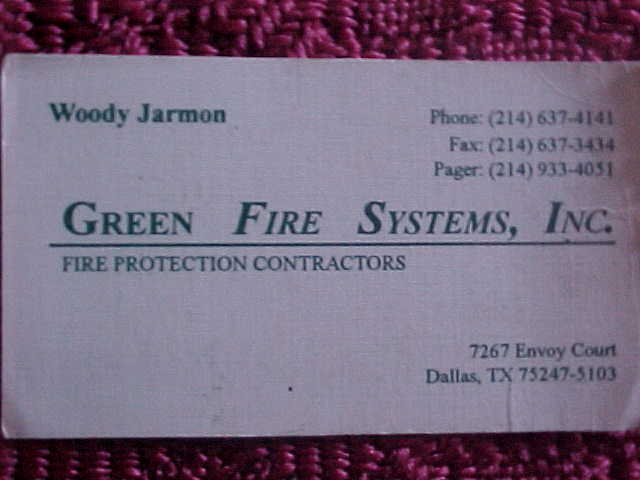 Woody Jarmon
Phone: (214) 637-4141
Fax: (214) 637-3434
Pager: (214) 933-4051
GREEN FIRE SYSTEMS, INC.
FIRE PROTECTION CONTRACTORS
7267 Envoy Court
Dallas, TX 75247-5103